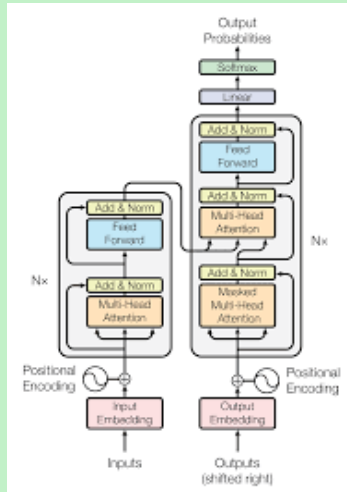 Output
Probabilities
Softmax
Linear
Add & Norm
Feed
Forward
Add & Norm
Multi-Head
Attention
Add & Norm
Masked
Multi-Head
Attention
Nx
Add & Norm
Feed
Forward
Add & Norm
Multi-Head
Attention
Nx
Positional
Encoding
Positional
Encoding
Input
Embedding
Output
Embedding
Inputs
Outputs
(shifted right)